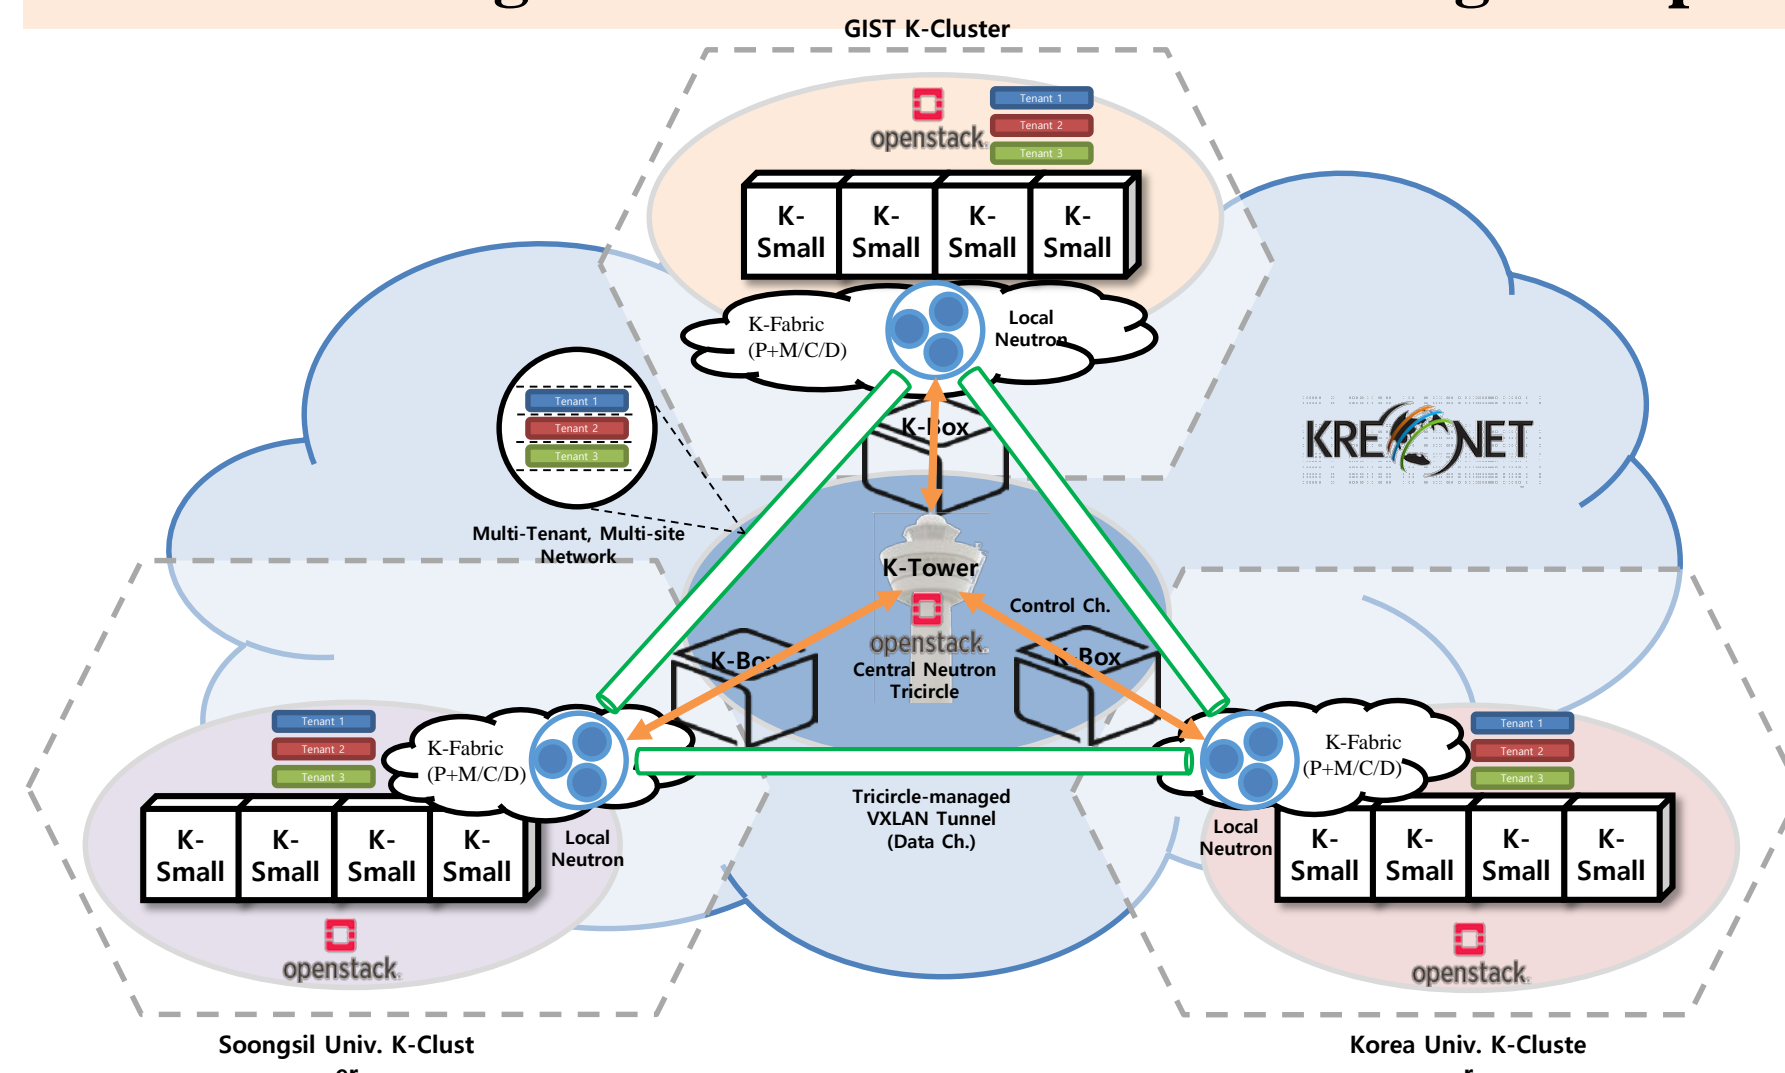 GIST K-Cluster
openstack
Tenant 1
Tenant 2
Tenant 3
K-
Small
K-
Small
K-
Small
K-
Small
K-Fabric
(P+M/C/D)
Local
Neutron
Tenant 1
Tenant 2
Tenant 3
Multi-Tenant, Multi-site
Network
K-Box
KREONET
K-Tower
openstack
Central Neutron
Tricircle
Control Ch.
K-Box
K-Box
Tenant 1
Tenant 2
Tenant 3
K-Fabric
(P+M/C/D)
K-
Small
K-
Small
K-
Small
K-
Small
Local
Neutron
openstack
Tricircle-managed
VXLAN Tunnel
(Data Ch.)
K-Fabric
(P+M/C/D)
Tenant 1
Tenant 2
Tenant 3
Local
Neutron
K-
Small
K-
Small
K-
Small
K-
Small
openstack
Soongsil Univ. K-Clust
er
Korea Univ. K-Cluste
r